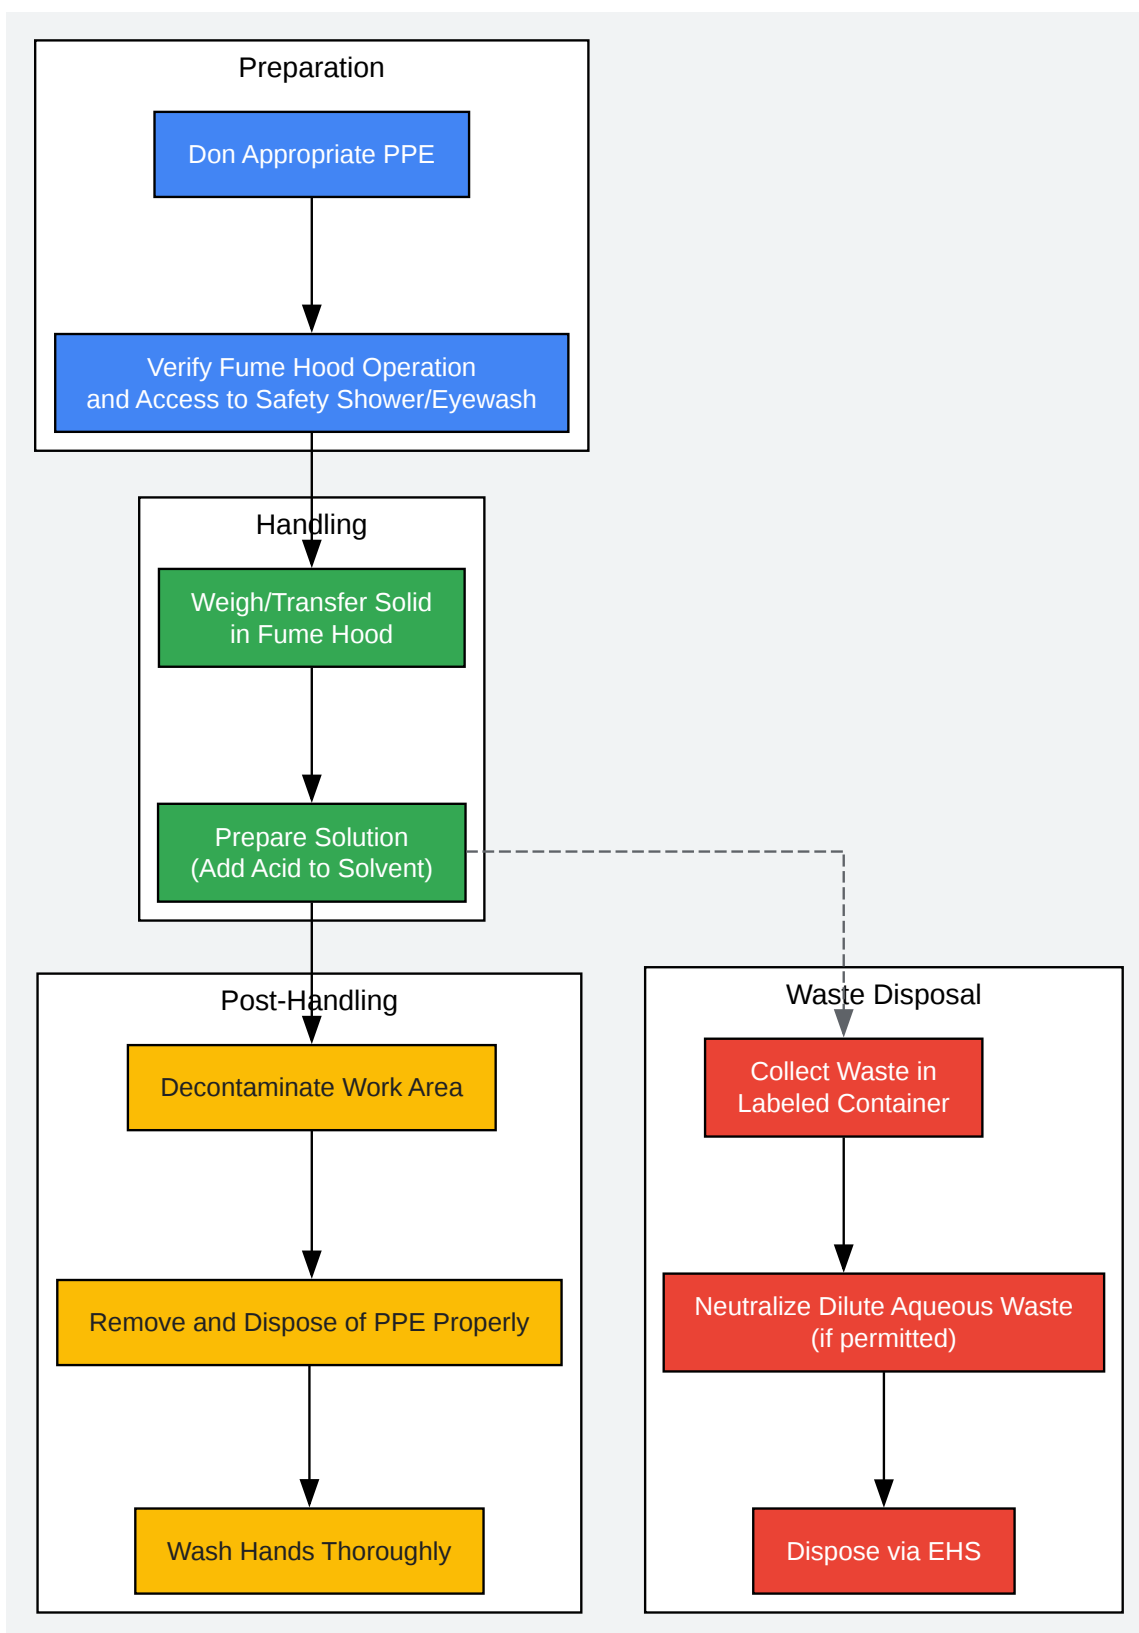 Preparation
Don Appropriate PPE
Verify Fume Hood Operation
and Access to Safety Shower/Eyewash
Handling
Weigh/Transfer Solid
in Fume Hood
Prepare Solution
(Add Acid to Solvent)
Post-Handling
Decontaminate Work Area
Remove and Dispose of PPE Properly
Wash Hands Thoroughly
Waste Disposal
Collect Waste in
Labeled Container
Neutralize Dilute Aqueous Waste
(if permitted)
Dispose via EHS